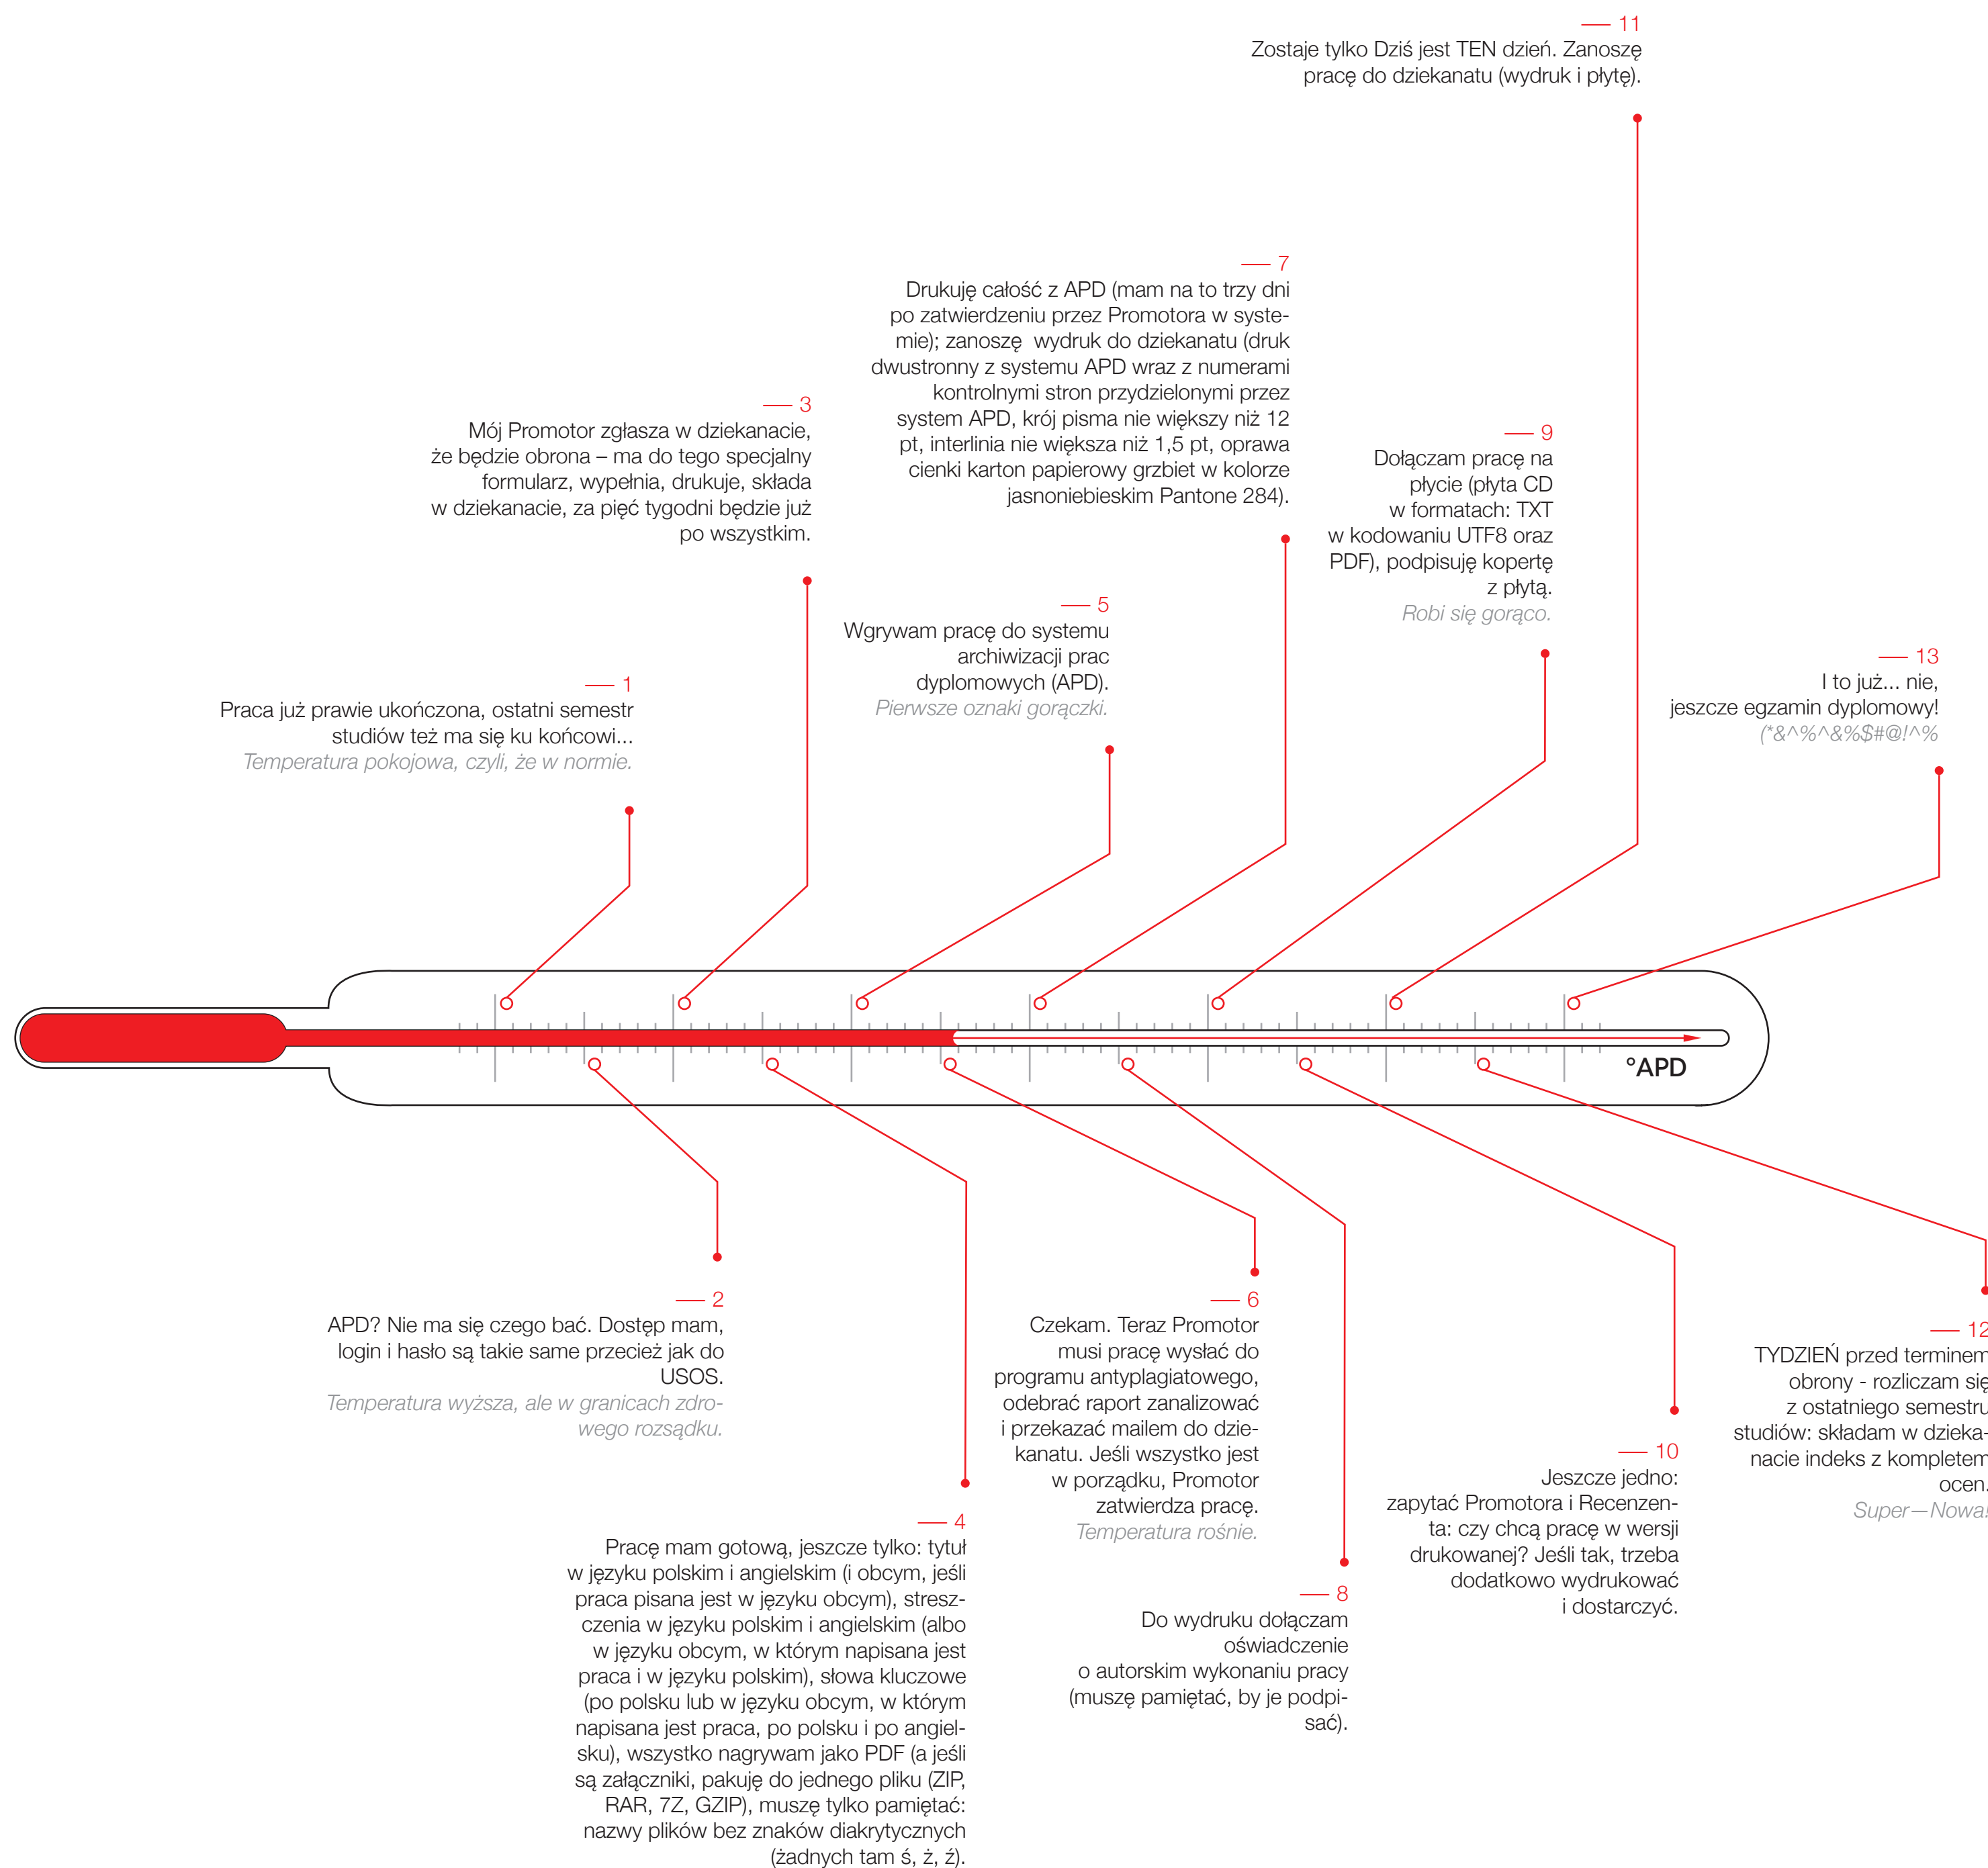 — 11
Zostaje tylko Dziś jest TEN dzień. Zanoszę
pracę do dziekanatu (wydruk i płytę).
— 7
Drukuję całość z APD (mam na to trzy dni
po zatwierdzeniu przez Promotora w syste-
mie); zanoszę wydruk do dziekanatu (druk
dwustronny z systemu APD wraz z numerami
kontrolnymi stron przydzielonymi przez
system APD, krój pisma nie większy niż 12
pt, interlinia nie większa niż 1,5 pt, oprawa
cienki karton papierowy grzbiet w kolorze
jasnoniebieskim Pantone 284).
— 3
Mój Promotor zgłasza w dziekanacie,
że będzie obrona – ma do tego specjalny
formularz, wypełnia, drukuje, składa
w dziekanacie, za pięć tygodni będzie już
po wszystkim.
— 9
Dołączam pracę na
płycie (płyta CD
w formatach: TXT
w kodowaniu UTF8 oraz
PDF), podpisuję kopertę
z płytą.
Robi się gorąco.
— 5
Wgrywam pracę do systemu
archiwizacji prac
dyplomowych (APD).
Pierwsze oznaki gorączki.
— 13
I to już... nie,
jeszcze egzamin dyplomowy!
(*&^%^&%$#@!^%
— 1
Praca już prawie ukończona, ostatni semestr
studiów też ma się ku końcowi...
Temperatura pokojowa, czyli, że w normie.
°APD
— 2
APD? Nie ma się czego bać. Dostęp mam,
login i hasło są takie same przecież jak do
USOS.
Temperatura wyższa, ale w granicach zdro-
wego rozsądku.
— 6
Czekam. Teraz Promotor
musi pracę wysłać do
programu antyplagiatowego,
odebrać raport zanalizować
i przekazać mailem do dzie-
kanatu. Jeśli wszystko jest
w porządku, Promotor
zatwierdza pracę.
Temperatura rośnie.
— 12
TYDZIEŃ przed terminem
obrony - rozliczam się
z ostatniego semestru
studiów: składam w dzieka-
nacie indeks z kompletem
ocen.
Super—Nowa!
— 10
Jeszcze jedno:
zapytać Promotora i Recenzen-
ta: czy chcą pracę w wersji
drukowanej? Jeśli tak, trzeba
dodatkowo wydrukować
i dostarczyć.
— 4
Pracę mam gotową, jeszcze tylko: tytuł
w języku polskim i angielskim (i obcym, jeśli
praca pisana jest w języku obcym), stresz-
czenia w języku polskim i angielskim (albo
w języku obcym, w którym napisana jest
praca i w języku polskim), słowa kluczowe
(po polsku lub w języku obcym, w którym
napisana jest praca, po polsku i po angiel-
sku), wszystko nagrywam jako PDF (a jeśli
są załączniki, pakuję do jednego pliku (ZIP,
RAR, 7Z, GZIP), muszę tylko pamiętać:
nazwy plików bez znaków diakrytycznych
(żadnych tam ś, ż, ź).
— 8
Do wydruku dołączam
oświadczenie
o autorskim wykonaniu pracy
(muszę pamiętać, by je podpi-
sać).